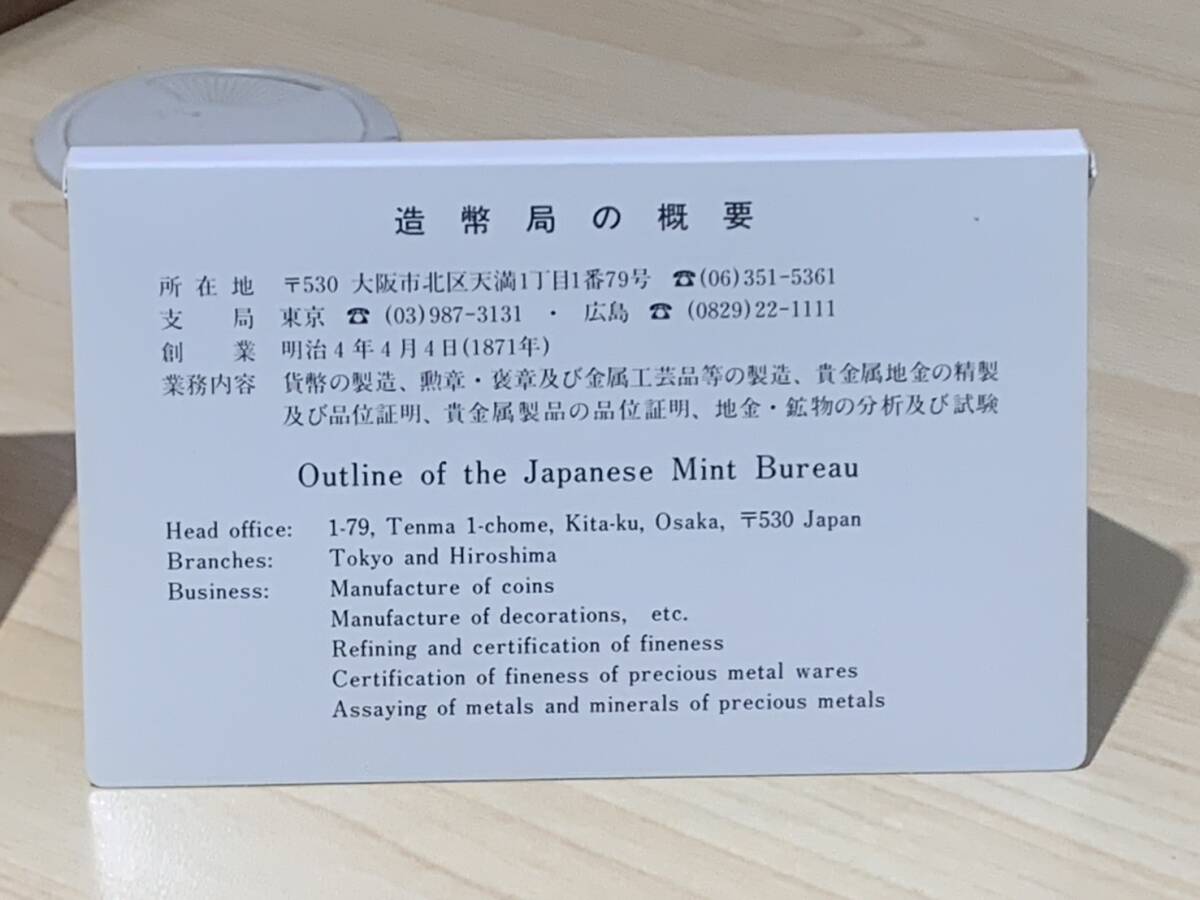 造幣局の概要
所在地 〒530 大阪市北区天満1丁目1番79号 ☎(06)351-5361
支局 東京 ☎ (03)987-3131 ・ 広島 ☎ (0829)22-1111
創業 明治4年4月4日(1871年)
業務内容 貨幣の製造、勲章・褒章及び金属工芸品等の製造、貴金属地金の精製
及び品位証明、貴金属製品の品位証明、地金・鉱物の分析及び試験
Outline of the Japanese Mint Bureau
Head office: 1-79, Tenma 1-chome, Kita-ku, Osaka, 〒530 Japan
Branches: Tokyo and Hiroshima
Business: Manufacture of coins
Manufacture of decorations, etc.
Refining and certification of fineness
Certification of fineness of precious metal wares
Assaying of metals and minerals of precious metals